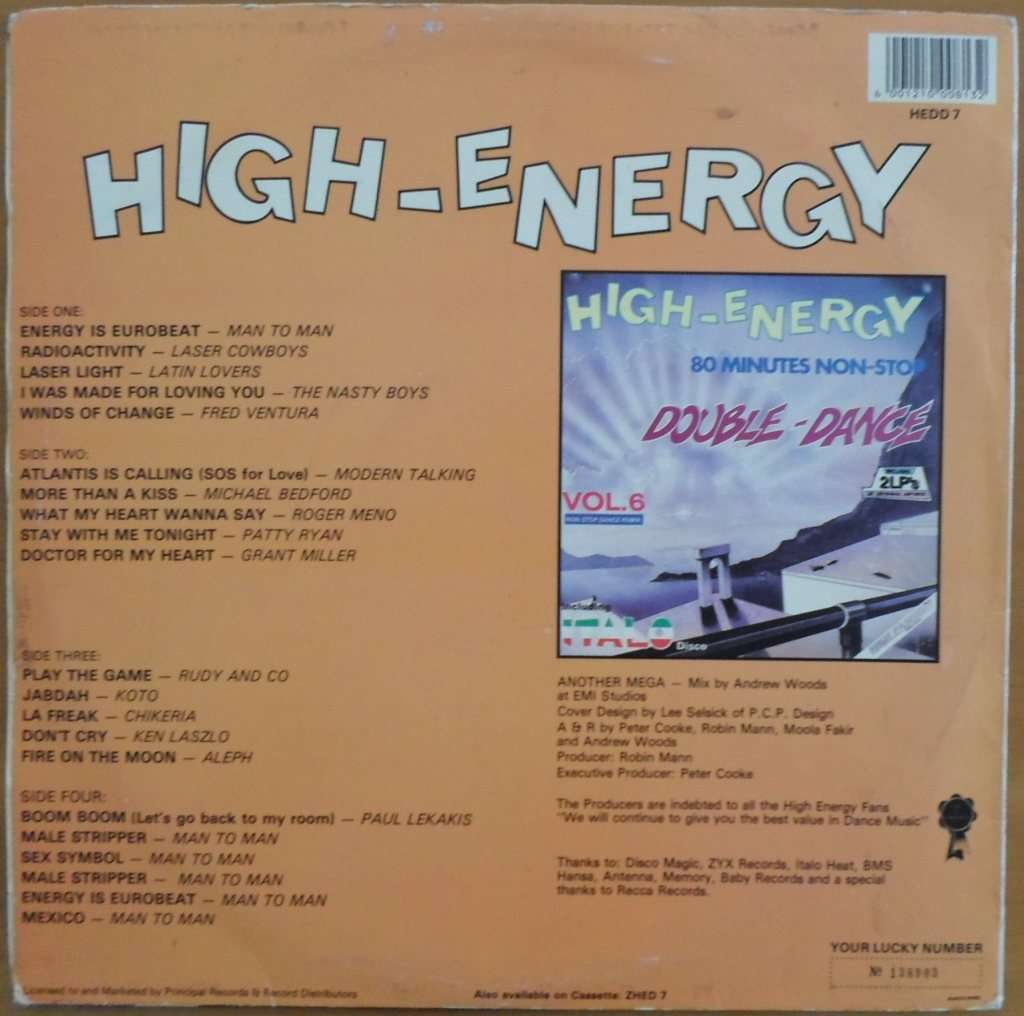 6 001210 008132
HEDD 7
HIGH-ENERGY
SIDE ONE:
ENERGY IS EUROBEAT — MAN TO MAN
RADIOACTIVITY — LASER COWBOYS
LASER LIGHT — LATIN LOVERS
I WAS MADE FOR LOVING YOU — THE NASTY BOYS
WINDS OF CHANGE — FRED VENTURA
SIDE TWO:
ATLANTIS IS CALLING (SOS for Love) — MODERN TALKING
MORE THAN A KISS — MICHAEL BEDFORD
WHAT MY HEART WANNA SAY — ROGER MENO
STAY WITH ME TONIGHT — PATTY RYAN
DOCTOR FOR MY HEART — GRANT MILLER
SIDE THREE:
PLAY THE GAME — RUDY AND CO
JABDAH — KOTO
LA FREAK — CHIKERIA
DON'T CRY — KEN LASZLO
FIRE ON THE MOON — ALEPH
SIDE FOUR:
BOOM BOOM (Let's go back to my room) — PAUL LEKAKIS
MALE STRIPPER — MAN TO MAN
SEX SYMBOL — MAN TO MAN
MALE STRIPPER — MAN TO MAN
ENERGY IS EUROBEAT — MAN TO MAN
MEXICO — MAN TO MAN
HIGH-ENERGY
80 MINUTES NON-STOP
DOUBLE-DANCE
2LP's
VOL.6
NON STOP DANCE
including
ITALO
Disco
ANOTHER MEGA — Mix by Andrew Woods
at EMI Studios
Cover Design by Lee Selsick of P.C.P. Design
A & R by Peter Cooke, Robin Mann, Moola Fakir
and Andrew Woods
Producer: Robin Mann
Executive Producer: Peter Cooke
The Producers are indebted to all the High Energy Fans
"We will continue to give you the best value in Dance Music"
Thanks to: Disco Magic, ZYX Records, Italo Heat, BMS
Hansa, Antenna, Memory, Baby Records and a special
thanks to Recca Records.
YOUR LUCKY NUMBER
№
Licensed to and Marketed by Principal Records & Record Distributors
Also available on Cassette: ZHED 7